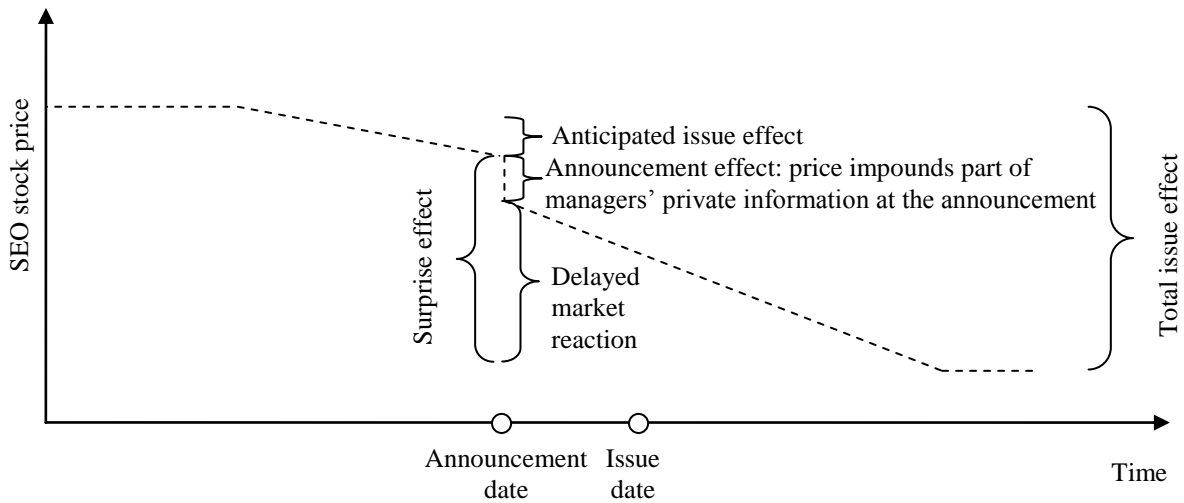 SEO stock price
Anticipated issue effect
Announcement effect: price impounds part of
managers’ private information at the announcement
Surprise effect
Delayed
market
reaction
Total issue effect
Announcement
date
Issue
date
Time